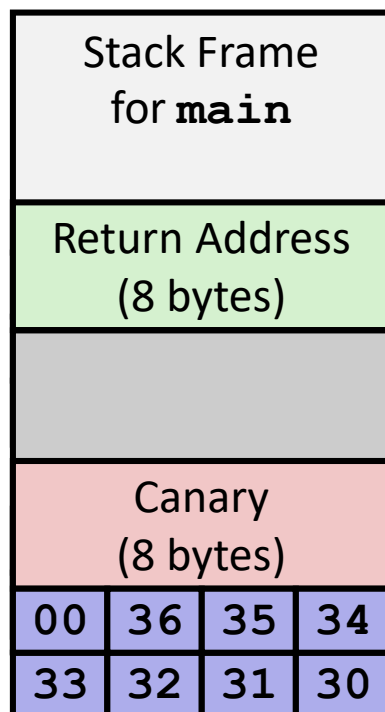 Stack Frame
for main
Return Address
(8 bytes)
Canary
(8 bytes)
00 36 35 34
33 32 31 30